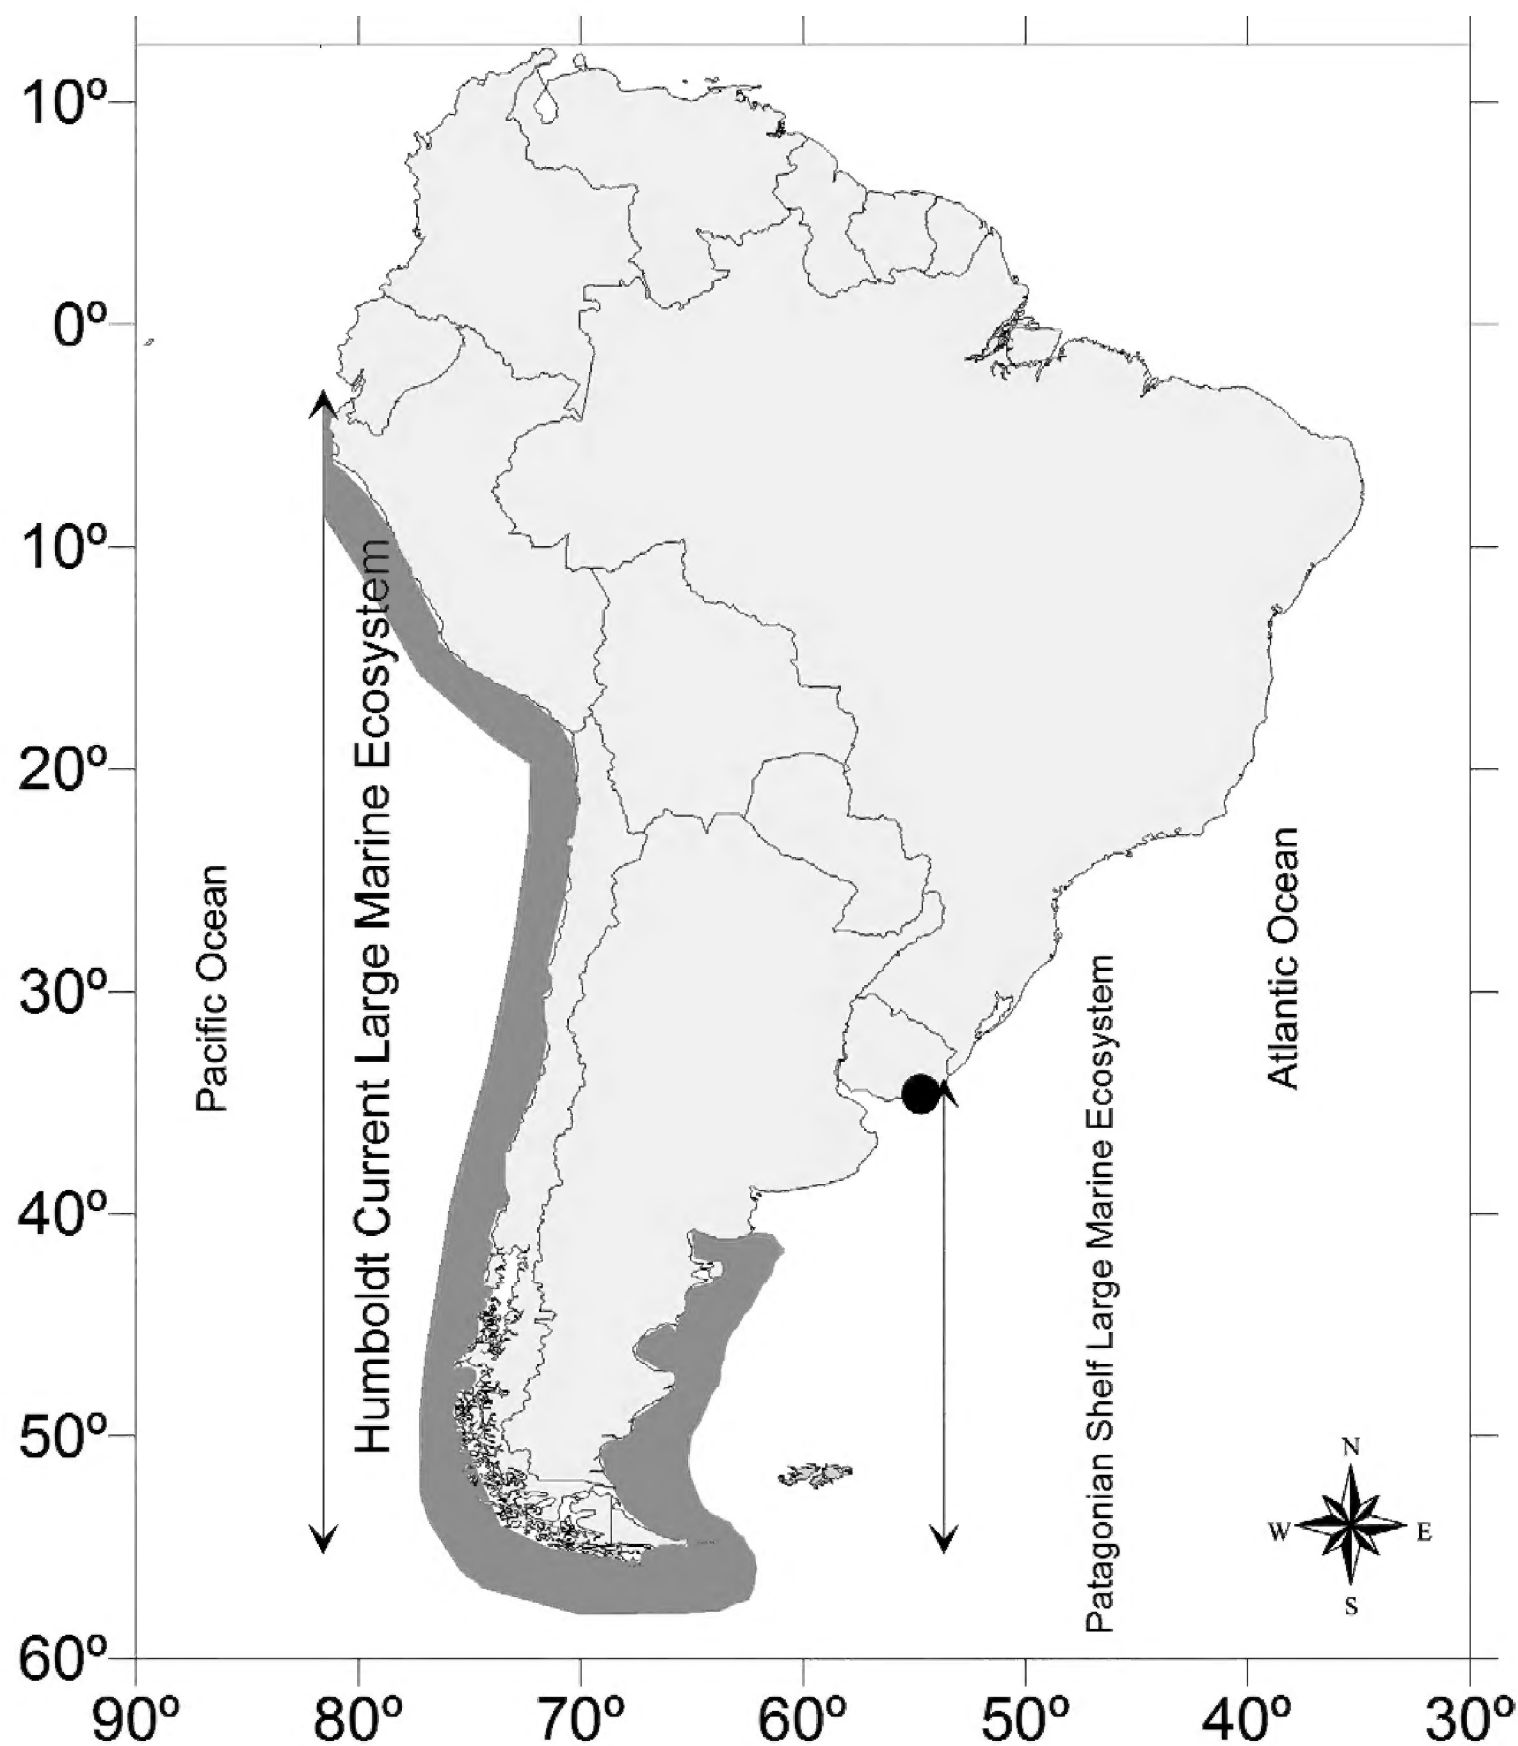 10º
0º
10º
20º
30º
40º
50º
60º
90º
80º
70º
60º
50º
40º
30º
Pacific Ocean
Humboldt Current Large Marine Ecosystem
Patagonian Shelf Large Marine Ecosystem
Atlantic Ocean
N
W
E
S